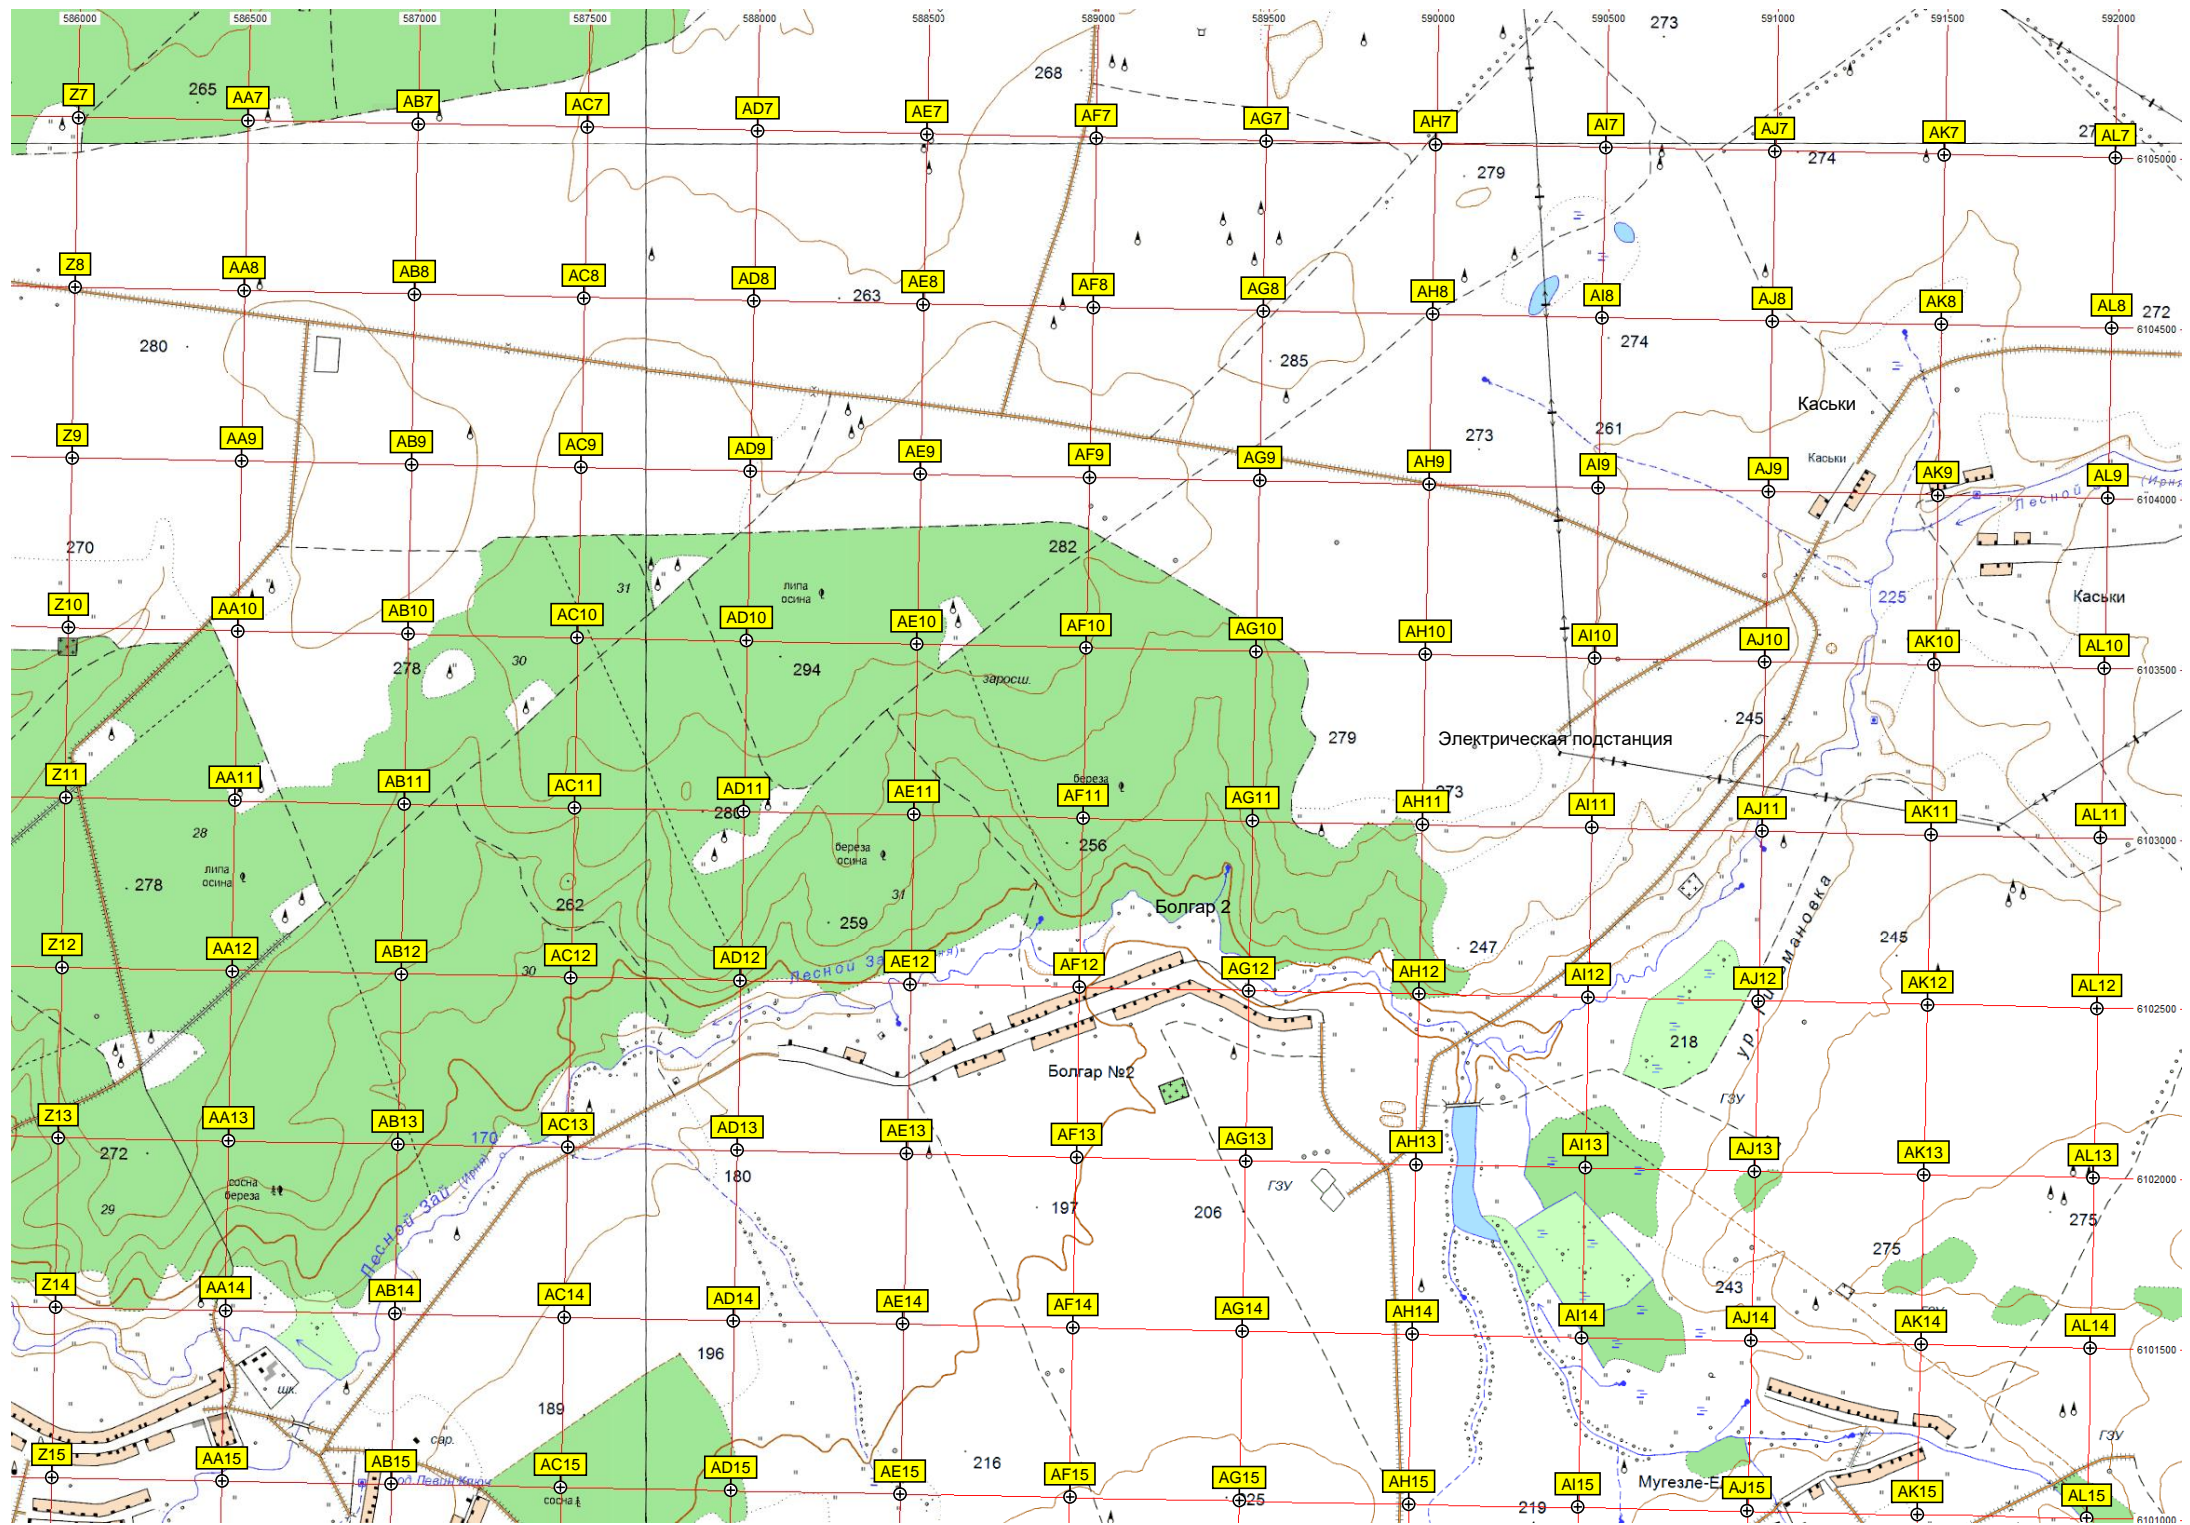 586000 586500 587000 587500 588000 588500 589000 589500 590000 590500 591000 591500 592000
273
268
265
Z7 AA7 AB7 AC7 AD7 AE7 AF7 AG7 AH7 AI7 AJ7 AK7 AL7
274
6105000
279
Z8 AA8 AB8 AC8 AD8 AE8 AF8 AG8 AH8 AI8 AJ8 AK8 AL8
263
272
6104500
280
274
285
Каськи
261
273
Z9 AA9 AB9 AC9 AD9 AE9 AF9 AG9 AH9 AI9 AJ9 AK9 AL9
Каськи
(Ирня
Лесной
6104000
270
282
31
липа
осина
225
Каськи
Z10 AA10 AB10 AC10 AD10 AE10 AF10 AG10 AH10 AI10 AJ10 AK10 AL10
278
30
294
заросш.
6103500
245
279
Электрическая подстанция
береза
Z11 AA11 AB11 AC11 AD11 AE11 AF11 AG11 AH11 AI11 AJ11 AK11 AL11
28
256
6103000
береза
осина
липа
осина
278
31
262
259
Болгар 2
245
247
Z12 AA12 AB12 AC12 AD12 AE12 AF12 AG12 AH12 AI12 AJ12 AK12 AL12
30
Лесной
ур.
6102500
218
Болгар №2
ГЗУ
Z13 AA13 AB13 AC13 AD13 AE13 AF13 AG13 AH13 AI13 AJ13 AK13 AL13
170
272
180
6102000
сосна
береза
ГЗУ
29
197
206
275
Лесной Зай (Ирня)
275
243
Z14 AA14 AB14 AC14 AD14 AE14 AF14 AG14 AH14 AI14 AJ14 AK14 AL14
6101500
196
шк.
189
сар.
ГЗУ
Z15 AA15 AB15 AC15 AD15 AE15 AF15 AG15 AH15 AI15 AJ15 AK15 AL15
216
сосна
219
6101000